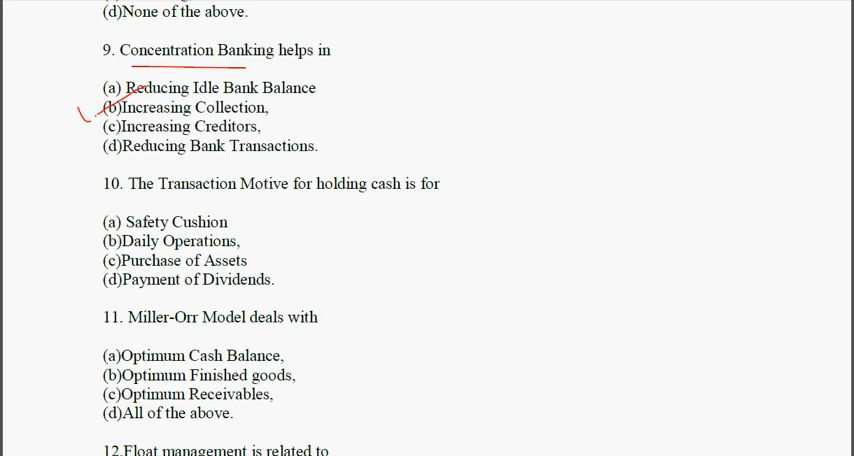 (d)None of the above.
9. Concentration Banking helps in
(a) Reducing Idle Bank Balance
(b)Increasing Collection,
(c)Increasing Creditors,
(d)Reducing Bank Transactions.
10. The Transaction Motive for holding cash is for
(a) Safety Cushion
(b)Daily Operations,
(c)Purchase of Assets
(d)Payment of Dividends.
11. Miller-Orr Model deals with
(a)Optimum Cash Balance,
(b)Optimum Finished goods,
(c)Optimum Receivables,
(d)All of the above.
12.Float management is related to